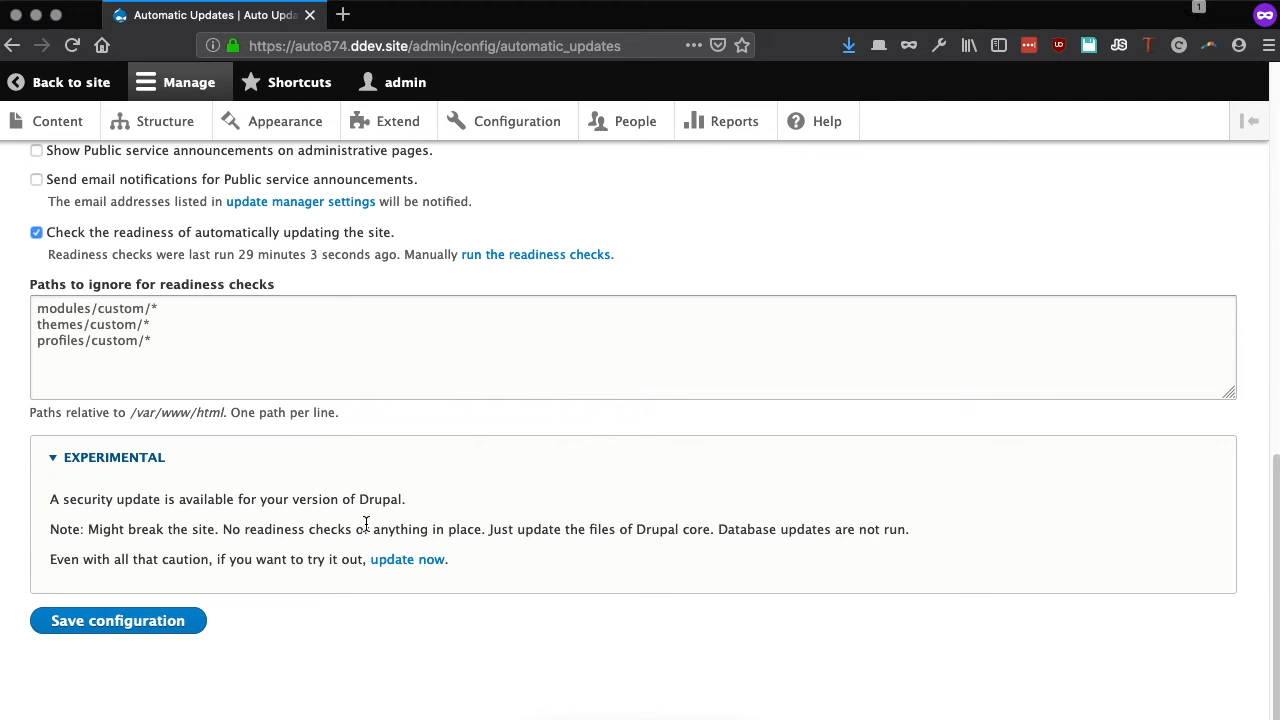 1
Automatic Updates | Auto Upda
https://auto874.ddev.site/admin/config/automatic_updates
Back to site Manage Shortcuts admin
Content Structure Appearance Extend Configuration People Reports Help
Show Public service announcements on administrative pages.
Send email notifications for Public service announcements.
The email addresses listed in update manager settings will be notified.
Check the readiness of automatically updating the site.
Readiness checks were last run 29 minutes 3 seconds ago. Manually run the readiness checks.
Paths to ignore for readiness checks
modules/custom/*
themes/custom/*
profiles/custom/*
Paths relative to /var/www/html. One path per line.
EXPERIMENTAL
A security update is available for your version of Drupal.
Note: Might break the site. No readiness checks or anything in place. Just update the files of Drupal core. Database updates are not run.
Even with all that caution, if you want to try it out, update now.
Save configuration